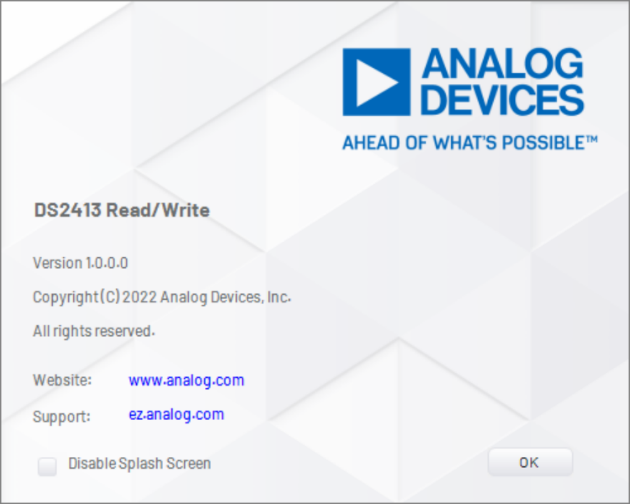 ANALOG
DEVICES
AHEAD OF WHAT'S POSSIBLE™
DS2413 Read/Write
Version 1.0.0.0
Copyright (C) 2022 Analog Devices, Inc.
All rights reserved.
Website: www.analog.com
Support: ez.analog.com
Disable Splash Screen
OK